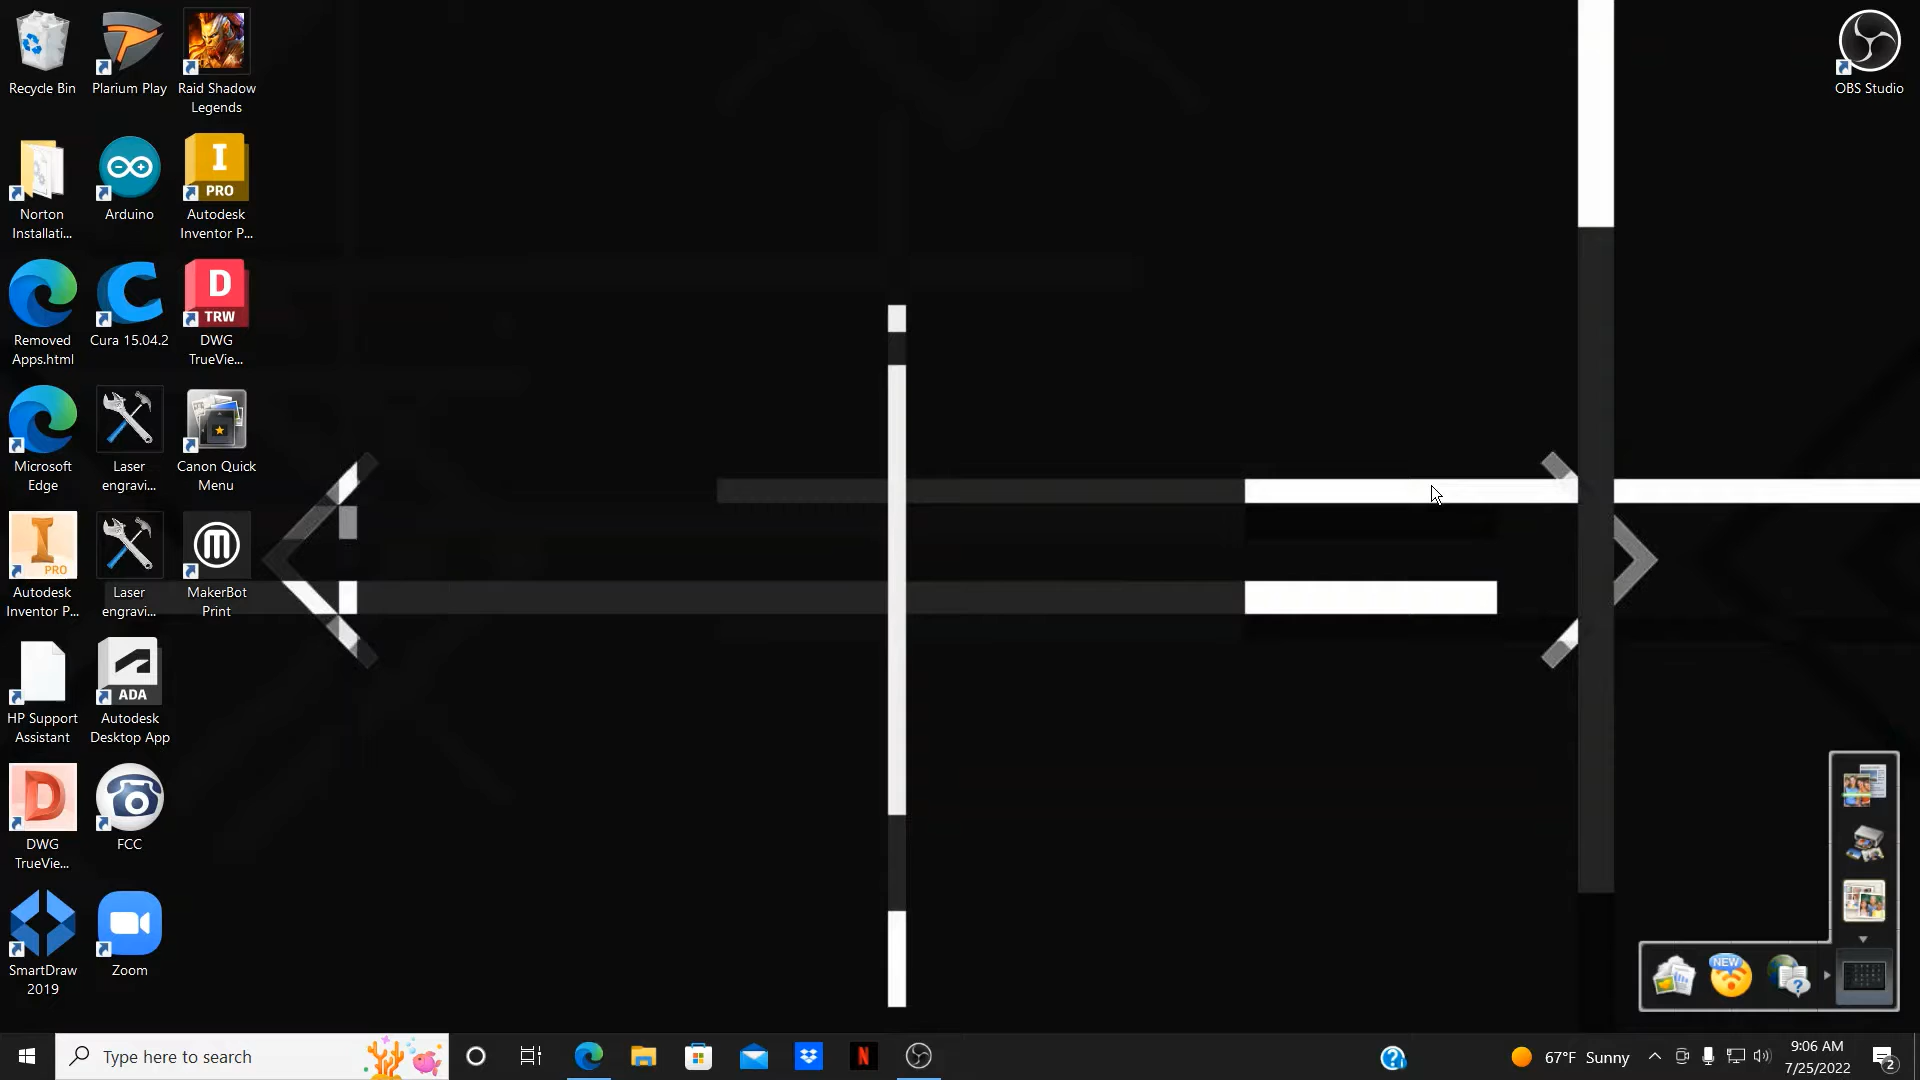 Recycle Bin
Plarium Play
Raid Shadow
Legends
OBS Studio
Norton
Installati...
Arduino
I
PRO
Autodesk
Inventor P...
Removed
Apps.html
Cura 15.04.2
D
TRW
DWG
TrueVie...
Microsoft
Edge
Laser
engravi...
Canon Quick
Menu
I
PRO
Autodesk
Inventor P...
Laser
engravi...
MakerBot
Print
HP Support
Assistant
ADA
Autodesk
Desktop App
D
DWG
TrueVie...
FCC
SmartDraw
2019
Zoom
NEW
Type here to search
N
67°F Sunny
9:06 AM
7/25/2022
2